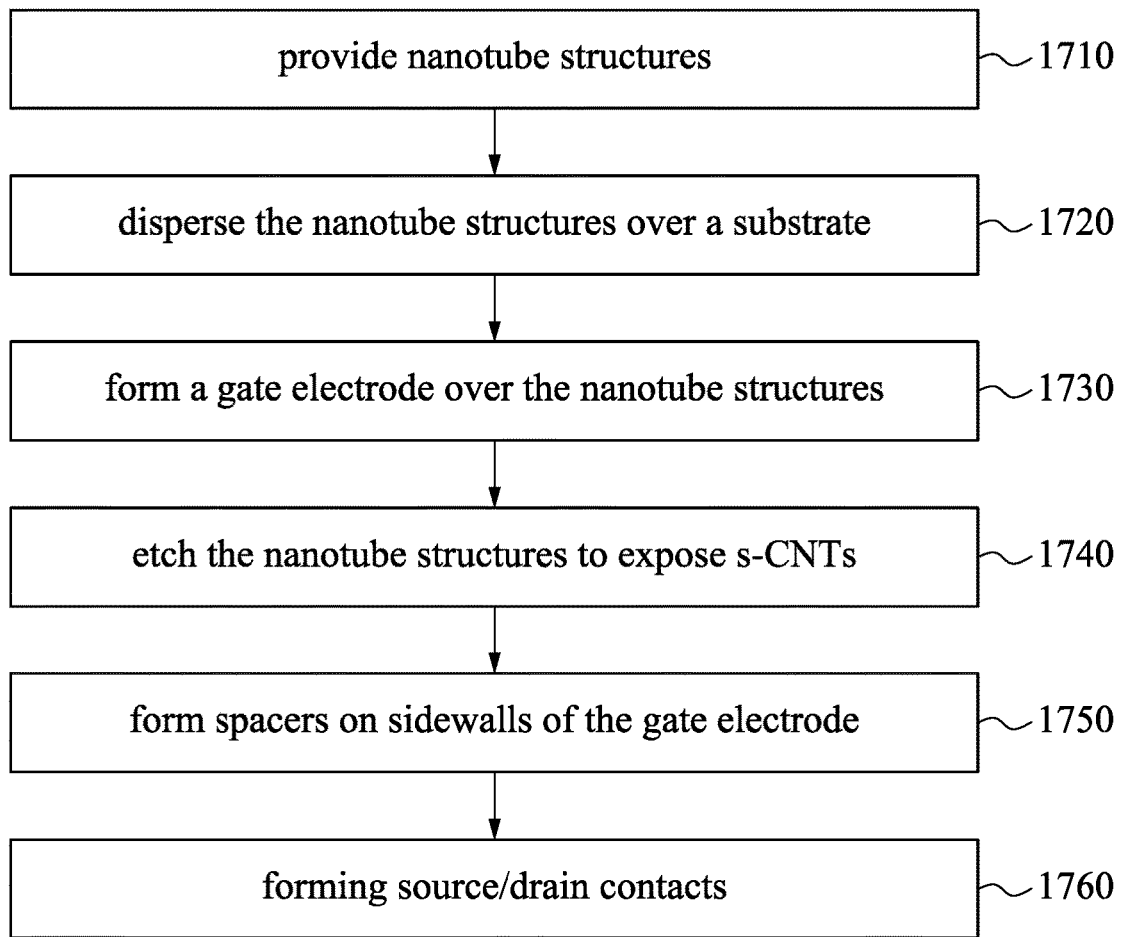 provide nanotube structures 1710
disperse the nanotube structures over a substrate 1720
form a gate electrode over the nanotube structures 1730
etch the nanotube structures to expose s-CNTs 1740
form spacers on sidewalls of the gate electrode 1750
forming source/drain contacts 1760